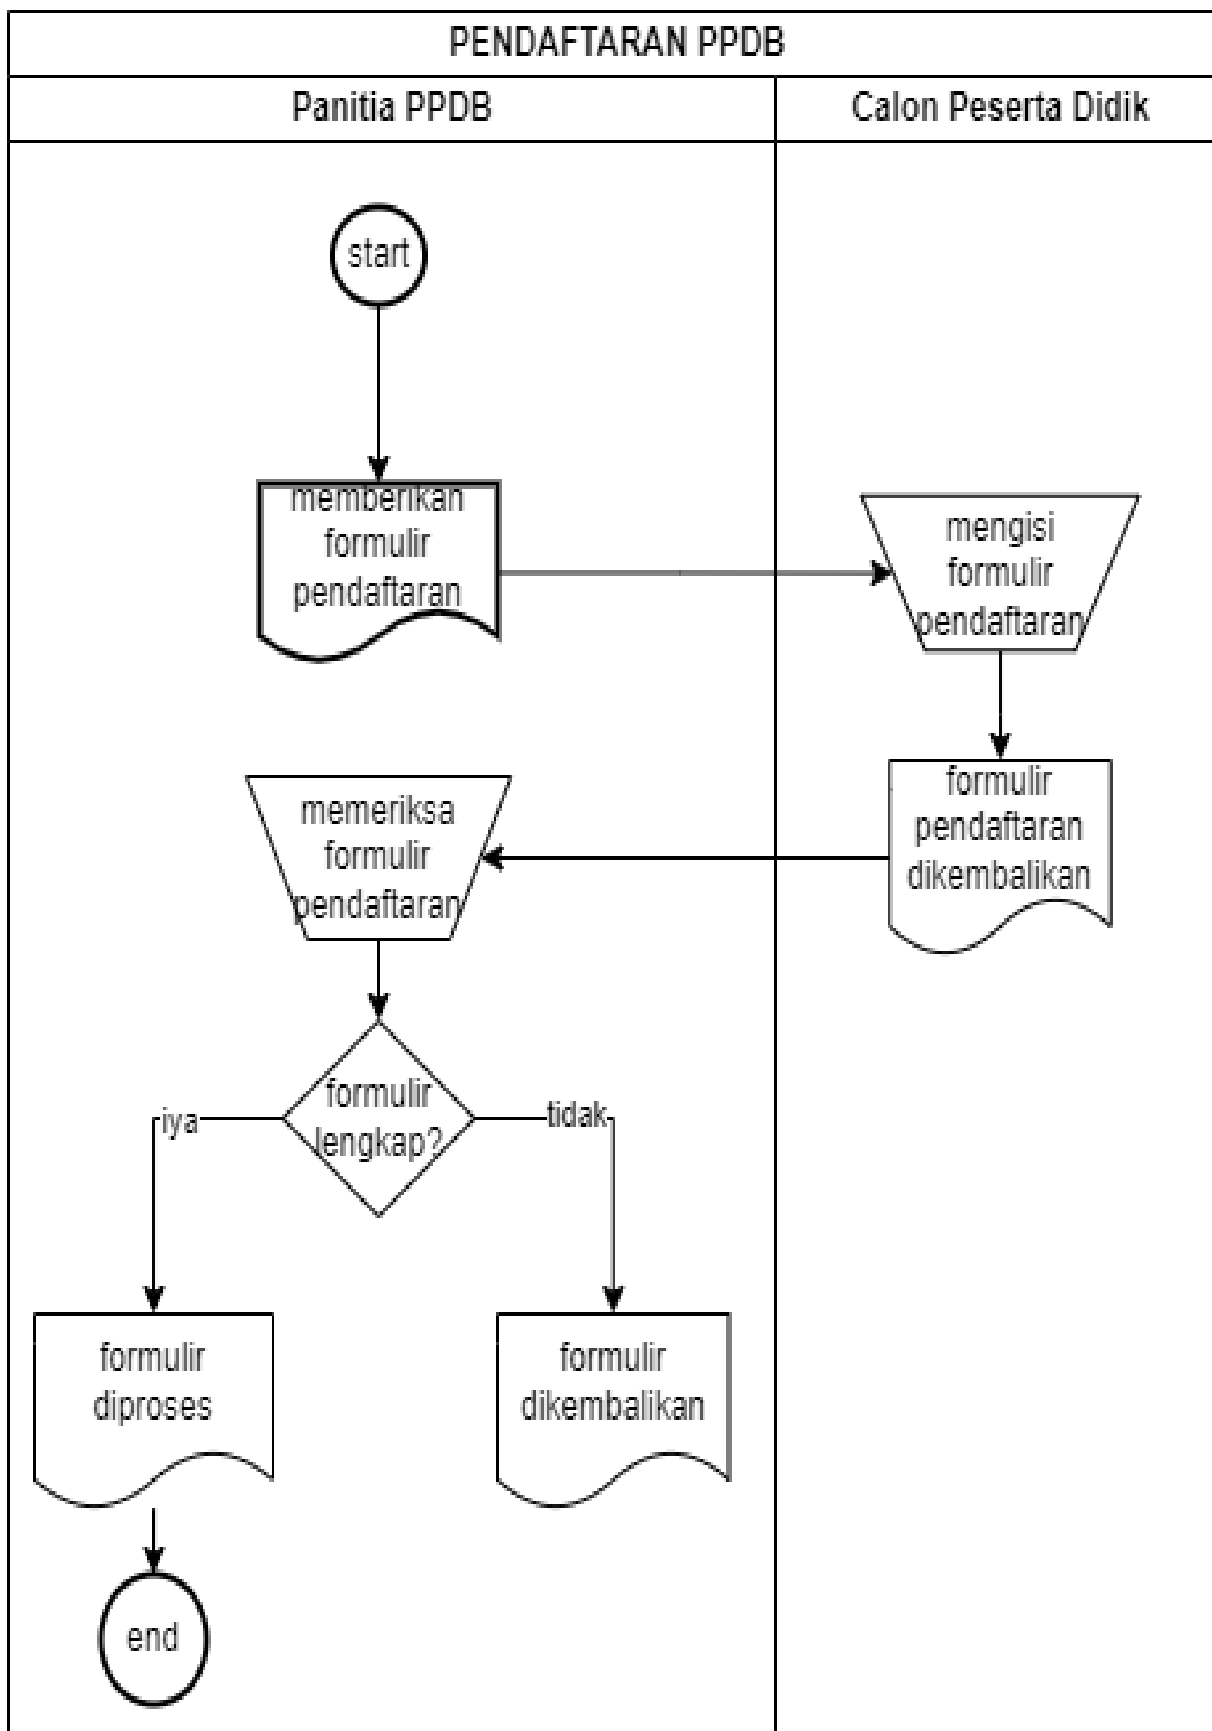 PENDAFTARAN PPDB
Panitia PPDB
Calon Peserta Didik
start
memberikan
formulir
pendaftaran
mengisi
formulir
pendaftaran
formulir
pendaftaran
dikembalikan
memeriksa
formulir
pendaftaran
formulir
lengkap?
iya
tidak
formulir
diproses
formulir
dikembalikan
end